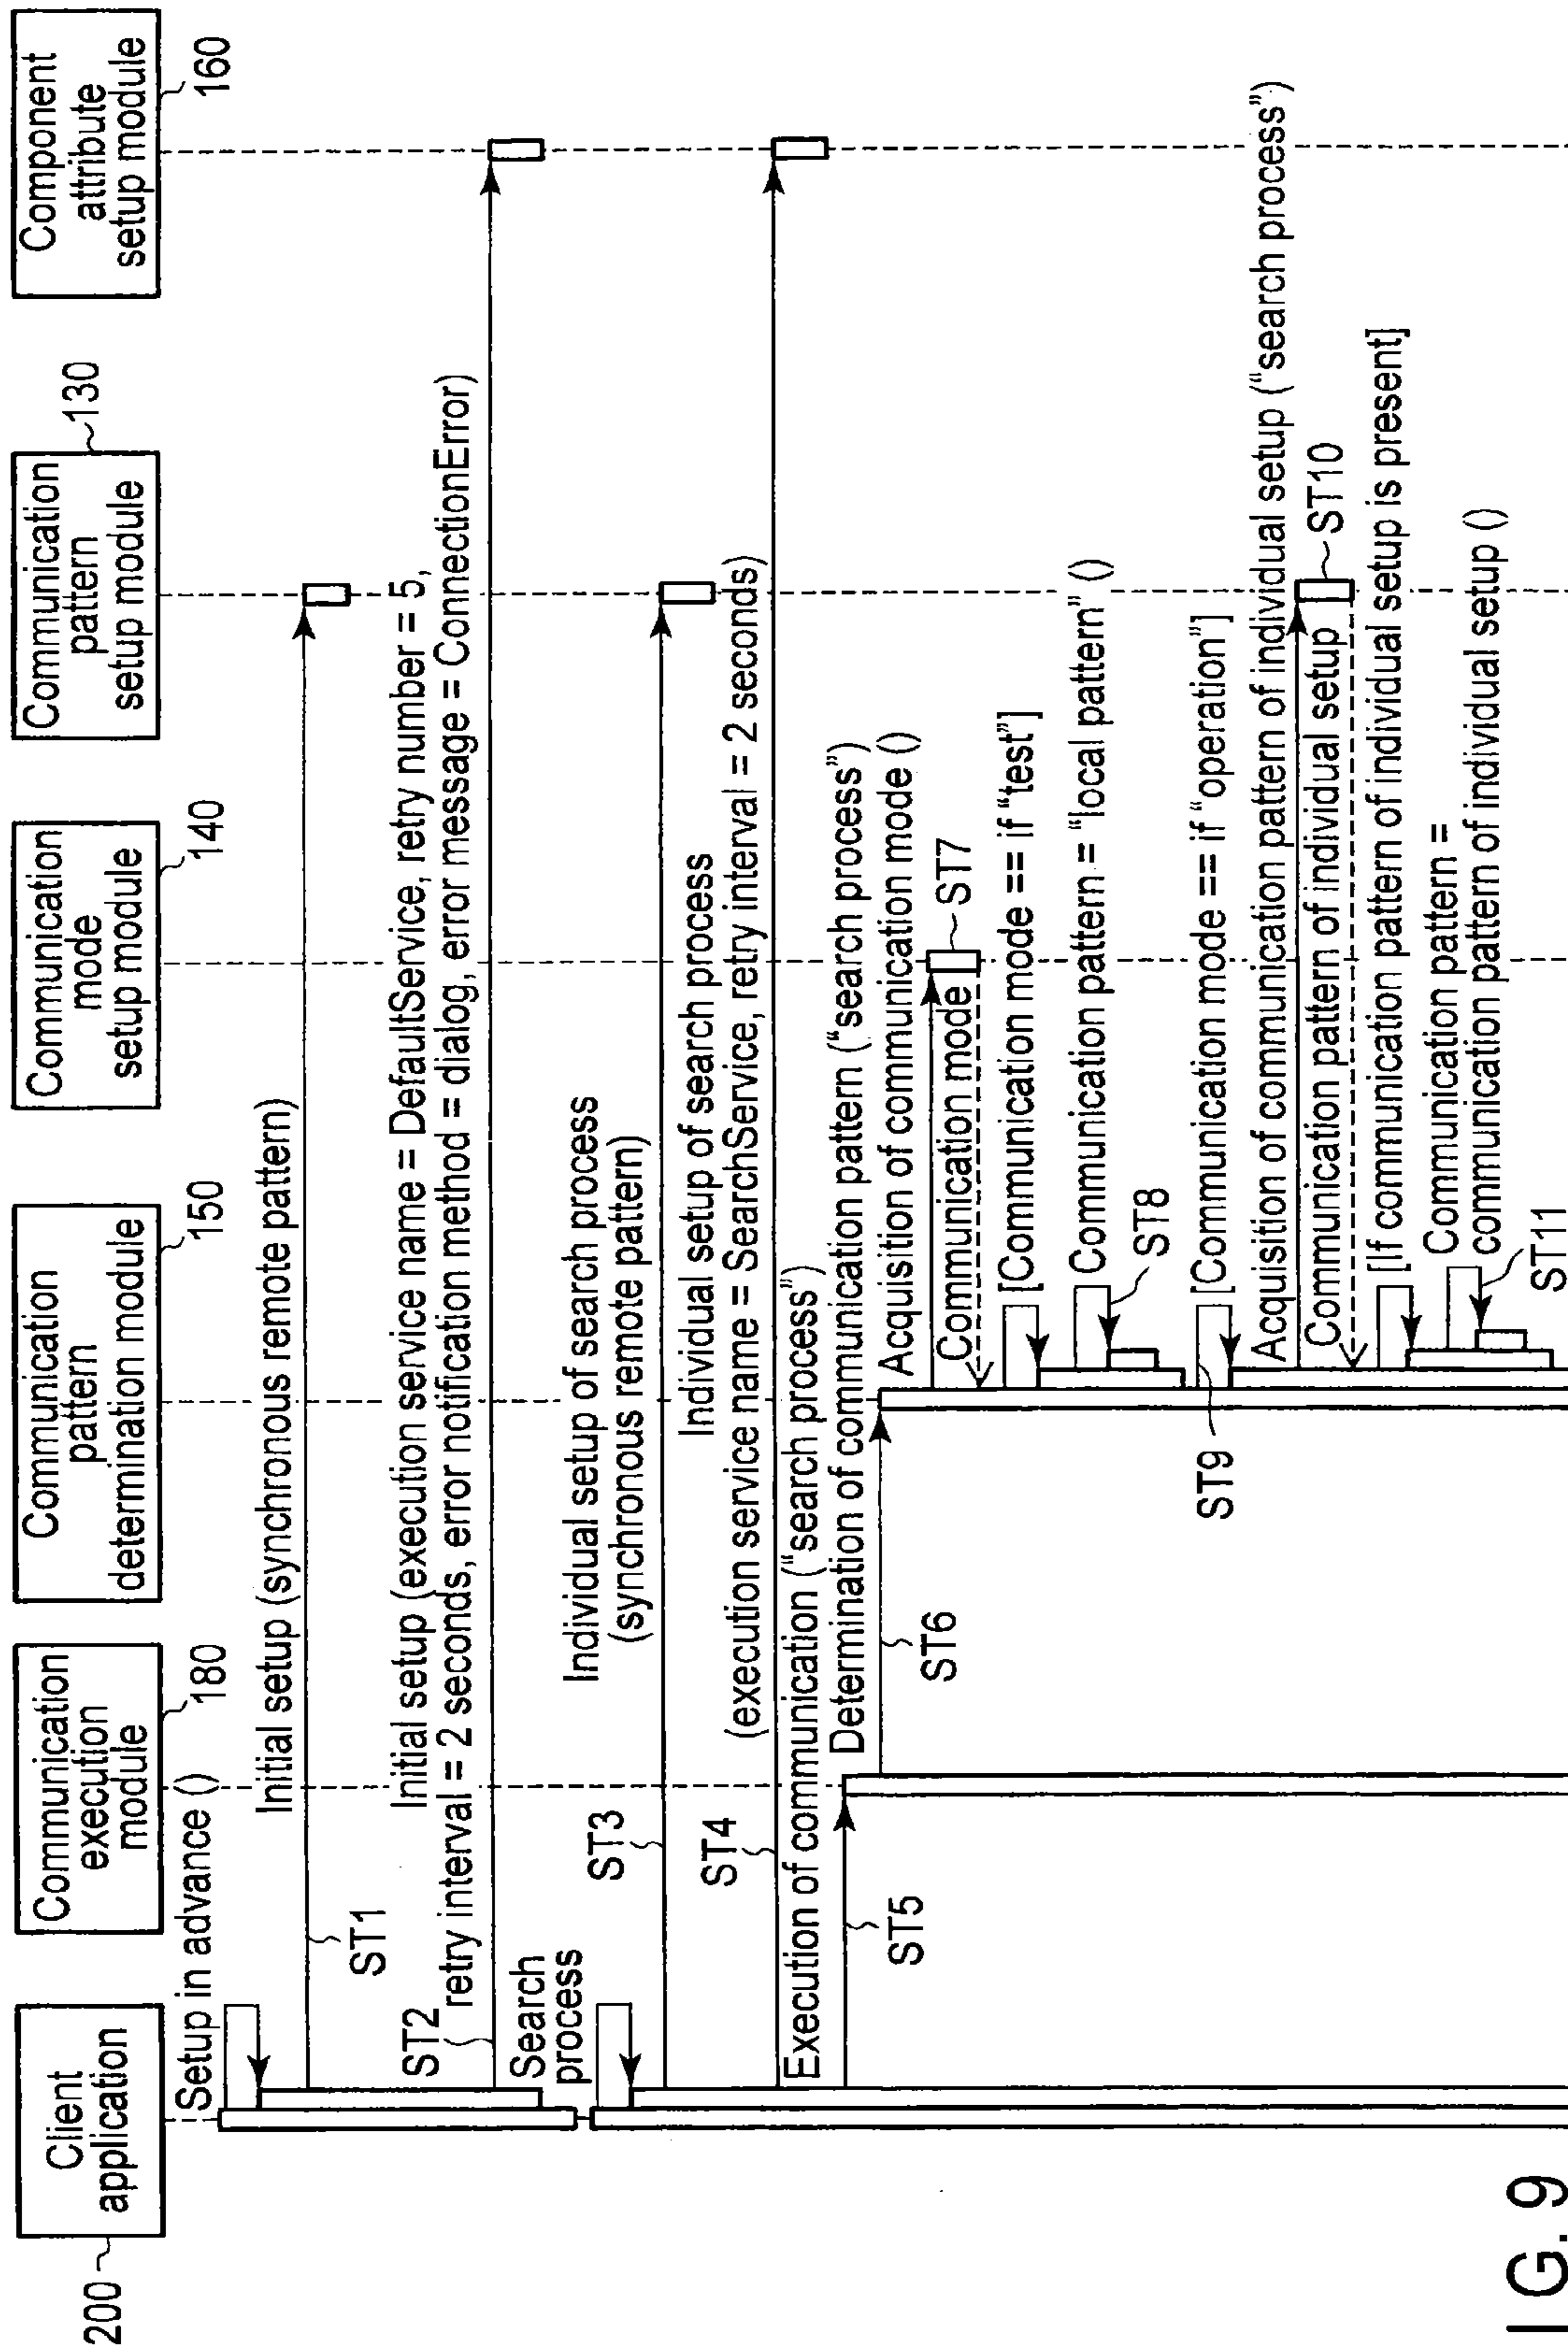 Client
application
200
Communication
execution
module
180
Communication
pattern
determination module
150
Communication
mode
setup module
140
Communication
pattern
setup module
130
Component
attribute
setup module
160
Setup in advance ()
Initial setup (synchronous remote pattern)
ST1
Initial setup (execution service name = DefaultService, retry number = 5,
retry interval = 2 seconds, error notification method = dialog, error message = ConnectionError)
ST2
Search
process
Individual setup of search process
(synchronous remote pattern)
ST3
Individual setup of search process
(execution service name = SearchService, retry interval = 2 seconds)
ST4
Execution of communication ("search process")
ST5
Determination of communication pattern ("search process")
ST6
Acquisition of communication mode ()
Communication mode
ST7
[Communication mode == if "test"]
Communication pattern = "local pattern" ()
ST8
[Communication mode == if "operation"]
ST9
Acquisition of communication pattern of individual setup ("search process")
Communication pattern of individual setup
ST10
[If communication pattern of individual setup is present]
Communication pattern =
communication pattern of individual setup ()
ST11
I G. 9